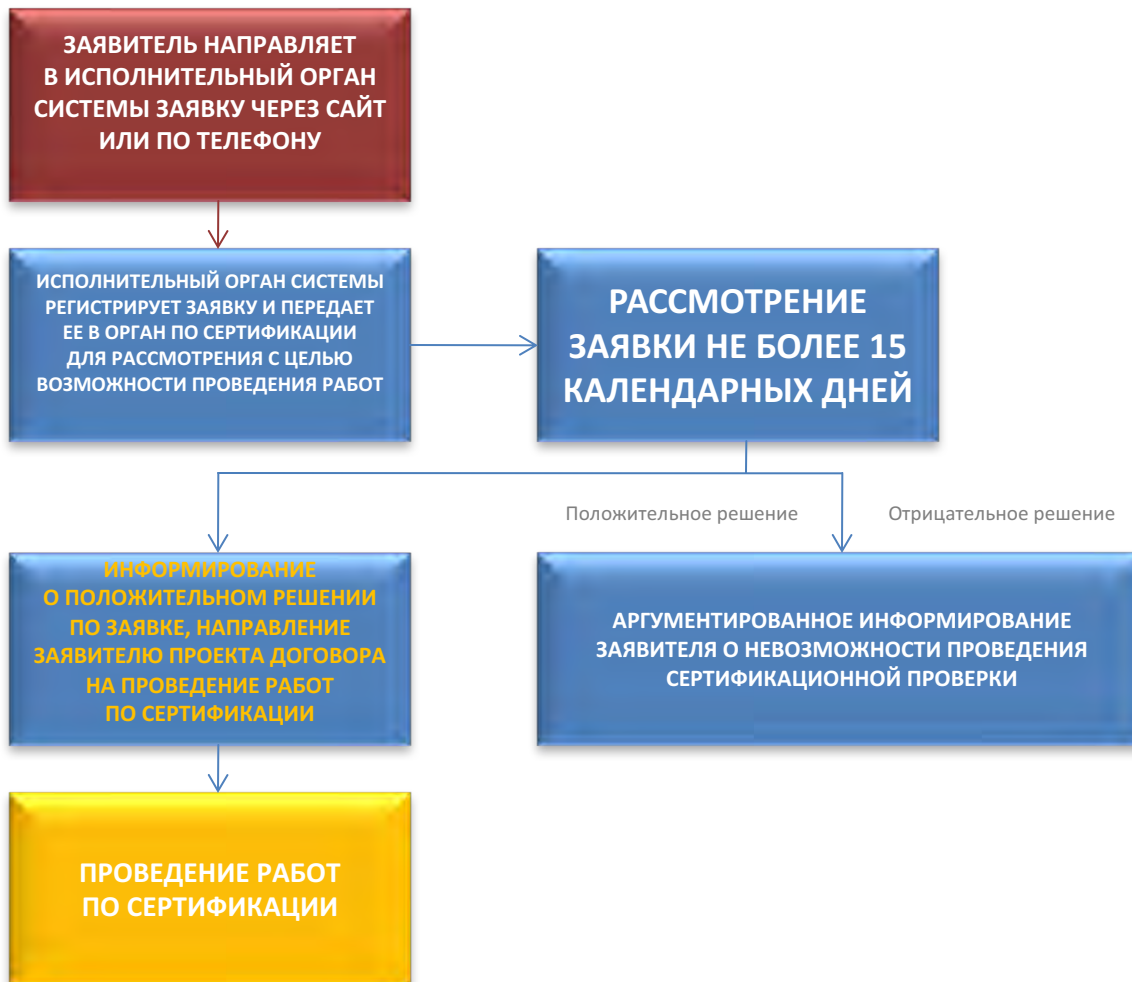 ЗАЯВИТЕЛЬ НАПРАВЛЯЕТ
В ИСПОЛНИТЕЛЬНЫЙ ОРГАН
СИСТЕМЫ ЗАЯВКУ ЧЕРЕЗ САЙТ
ИЛИ ПО ТЕЛЕФОНУ
ИСПОЛНИТЕЛЬНЫЙ ОРГАН СИСТЕМЫ
РЕГИСТРИРУЕТ ЗАЯВКУ И ПЕРЕДАЕТ
ЕЕ В ОРГАН ПО СЕРТИФИКАЦИИ
ДЛЯ РАССМОТРЕНИЯ С ЦЕЛЬЮ
ВОЗМОЖНОСТИ ПРОВЕДЕНИЯ РАБОТ
РАССМОТРЕНИЕ
ЗАЯВКИ НЕ БОЛЕЕ 15
КАЛЕНДАРНЫХ ДНЕЙ
Положительное решение
Отрицательное решение
ИНФОРМИРОВАНИЕ
О ПОЛОЖИТЕЛЬНОМ РЕШЕНИИ
ПО ЗАЯВКЕ, НАПРАВЛЕНИЕ
ЗАЯВИТЕЛЮ ПРОЕКТА ДОГОВОРА
НА ПРОВЕДЕНИЕ РАБОТ
ПО СЕРТИФИКАЦИИ
АРГУМЕНТИРОВАННОЕ ИНФОРМИРОВАНИЕ
ЗАЯВИТЕЛЯ О НЕВОЗМОЖНОСТИ ПРОВЕДЕНИЯ
СЕРТИФИКАЦИОННОЙ ПРОВЕРКИ
ПРОВЕДЕНИЕ РАБОТ
ПО СЕРТИФИКАЦИИ